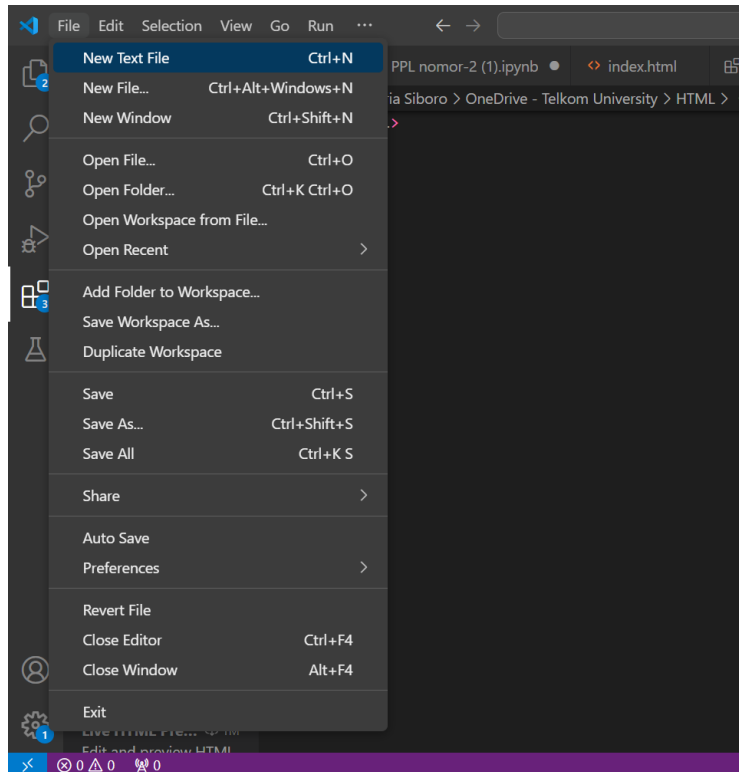 File Edit Selection View Go Run ...
New Text File Ctrl+N
PPL nomor-2 (1).ipynb index.html
New File... Ctrl+Alt+Windows+N
ia Siboro > OneDrive - Telkom University > HTML >
New Window Ctrl+Shift+N
>
Open File... Ctrl+O
Open Folder... Ctrl+K Ctrl+O
Open Workspace from File...
Open Recent >
Add Folder to Workspace...
Save Workspace As...
Duplicate Workspace
Save Ctrl+S
Save As... Ctrl+Shift+S
Save All Ctrl+K S
Share >
Auto Save
Preferences >
Revert File
Close Editor Ctrl+F4
Close Window Alt+F4
Exit
2
3
1
Edit and preview HTML
0 0 0